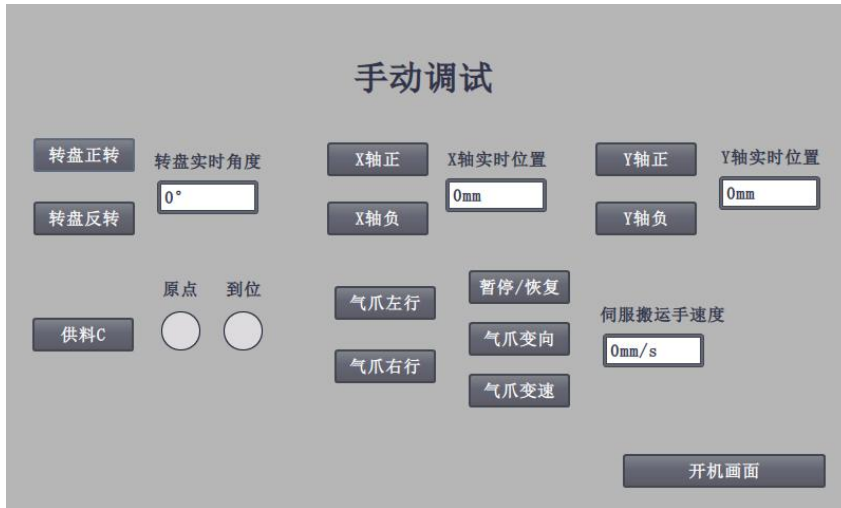 手动调试
转盘正转
转盘实时角度
0°
转盘反转
X轴正
X轴实时位置
0mm
X轴负
Y轴正
Y轴实时位置
0mm
Y轴负
供料C
原点
到位
气爪左行
气爪右行
暂停/恢复
气爪变向
气爪变速
伺服搬运手速度
0mm/s
开机画面